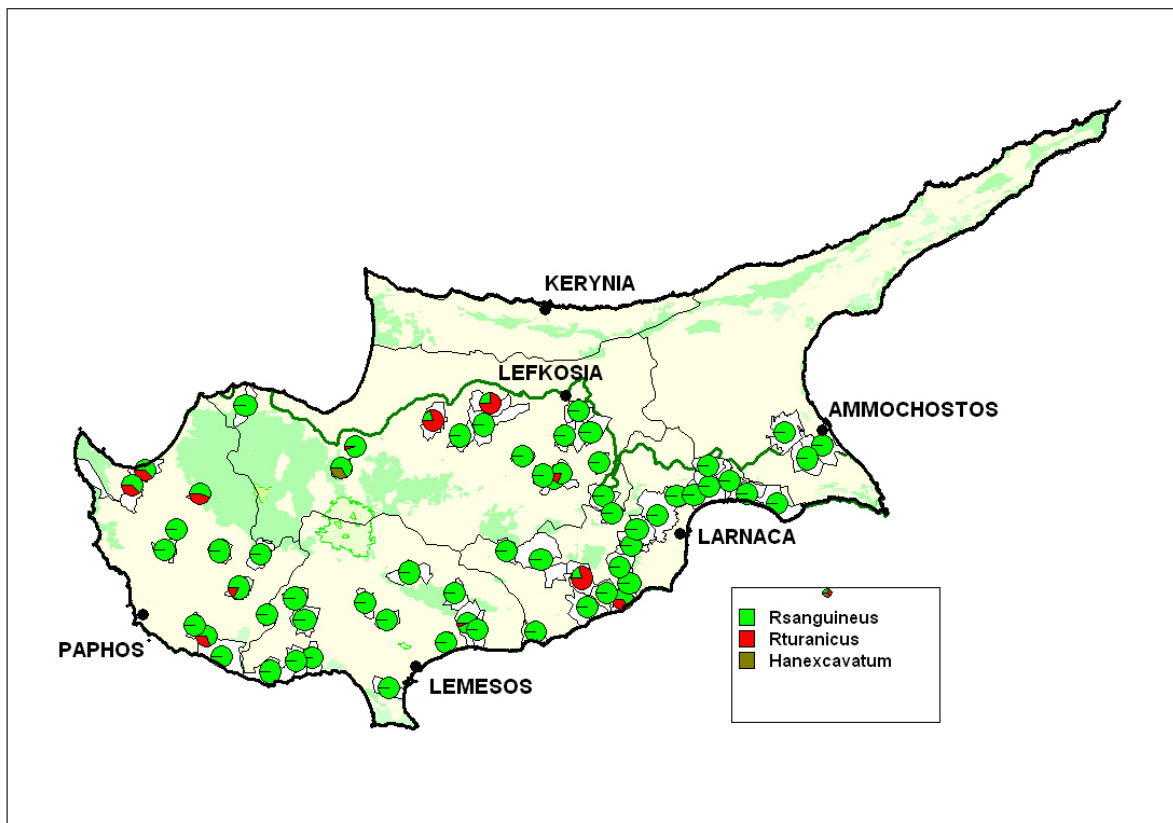 KERYNIA
LEFKOSIA
AMMOCHOSTOS
LARNACA
PAPHOS
LEMESOS
Rsanguineus
Rturanicus
Hanexcavatum